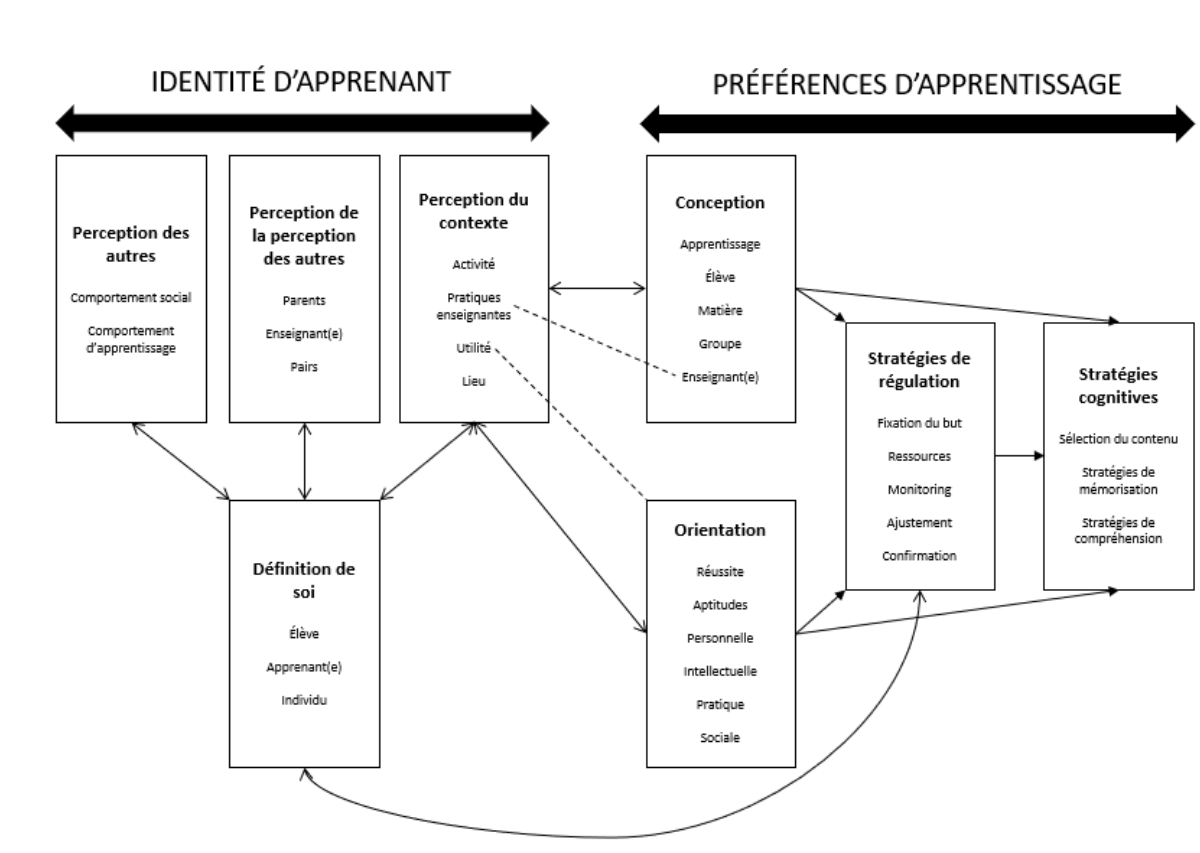 IDENTITÉ D’APPRENANT
PRÉFÉRENCES D’APPRENTISSAGE
Perception des
autres
Comportement social
Comportement
d’apprentissage
Perception de
la perception
des autres
Parents
Enseignant(e)
Pairs
Perception du
contexte
Activité
Pratiques
enseignantes
Utilité
Lieu
Conception
Apprentissage
Élève
Matière
Groupe
Enseignant(e)
Stratégies de
régulation
Fixation du but
Ressources
Monitoring
Ajustement
Confirmation
Stratégies
cognitives
Sélection du contenu
Stratégies de
mémorisation
Stratégies de
compréhension
Définition de
soi
Élève
Apprenant(e)
Individu
Orientation
Réussite
Aptitudes
Personnelle
Intellectuelle
Pratique
Sociale